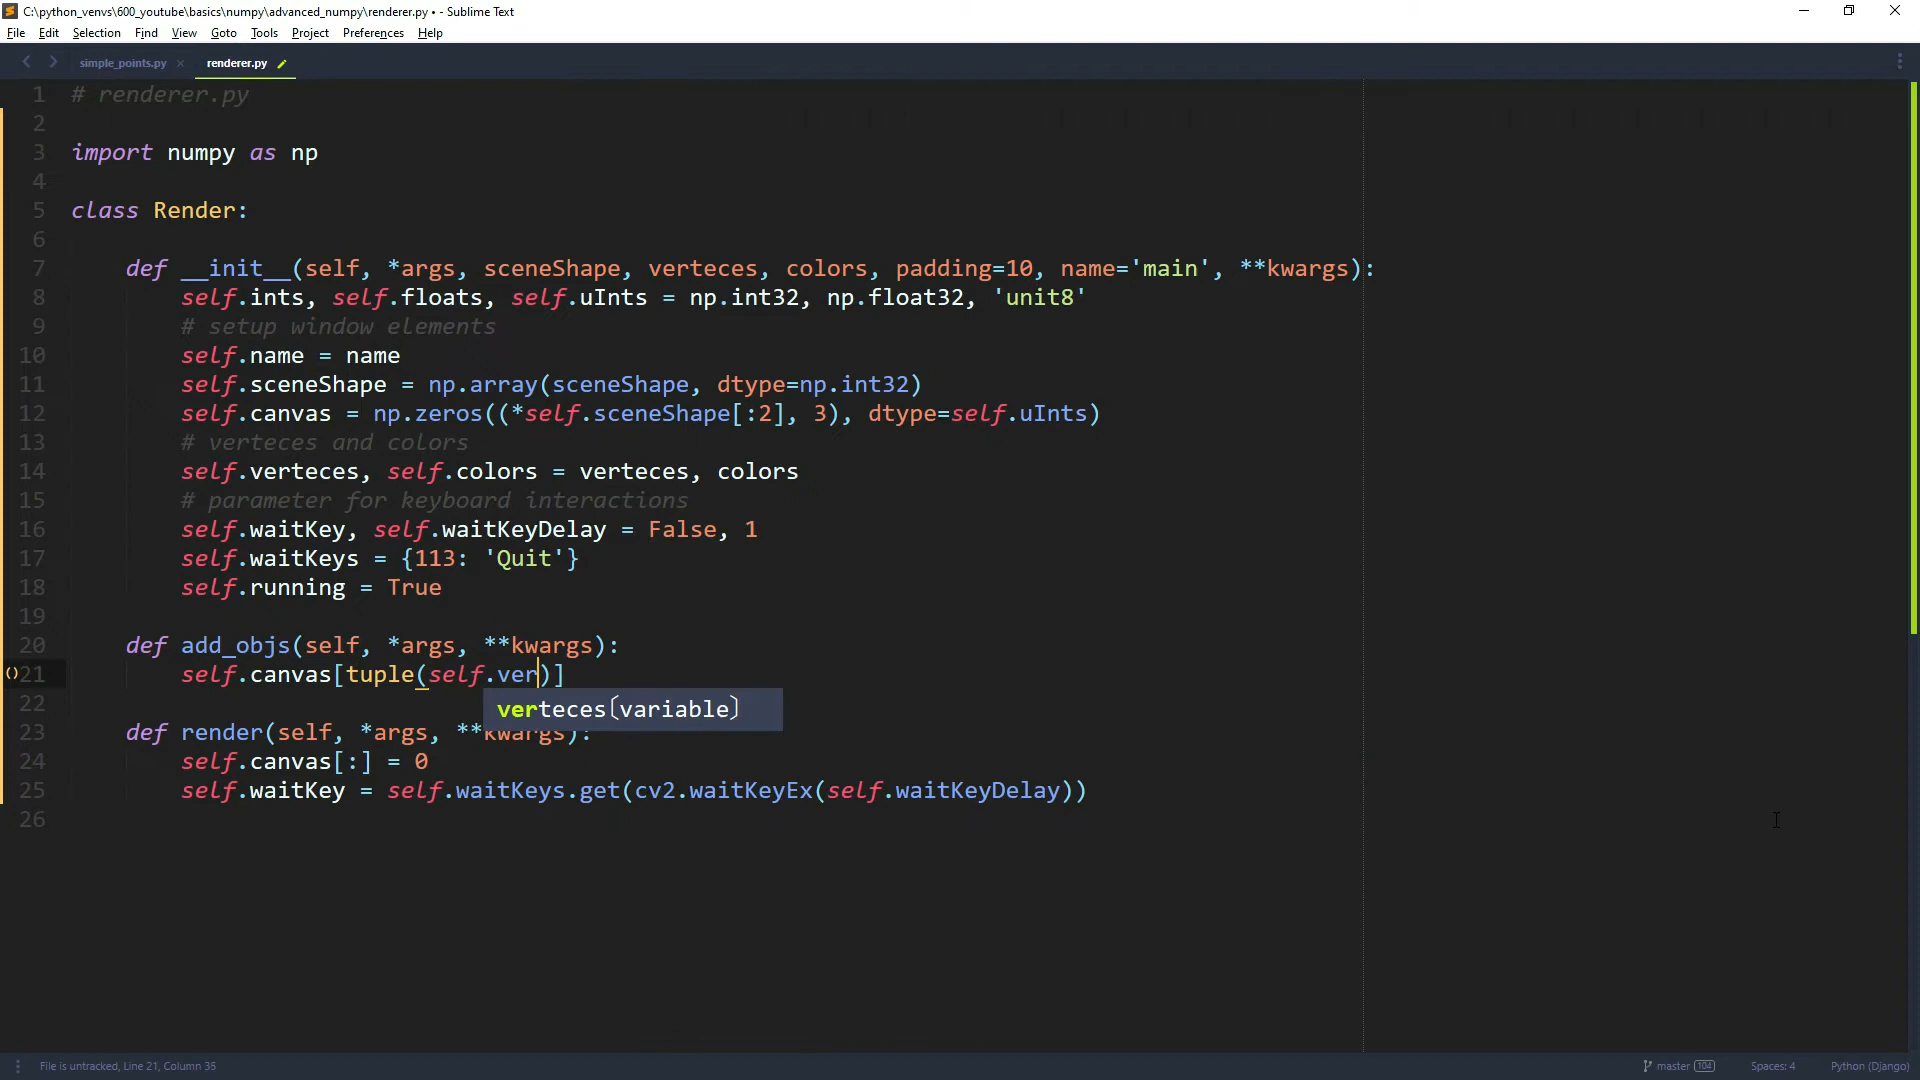 C:\python_venvs\600_youtube\basics\numpy\advanced_numpy\renderer.py • - Sublime Text
File Edit Selection Find View Goto Tools Project Preferences Help
simple_points.py × renderer.py
1 # renderer.py
2
3 import numpy as np
4
5 class Render:
6
7 def __init__(self, *args, sceneShape, verteces, colors, padding=10, name='main', **kwargs):
8 self.ints, self.floats, self.uInts = np.int32, np.float32, 'unit8'
9 # setup window elements
10 self.name = name
11 self.sceneShape = np.array(sceneShape, dtype=np.int32)
12 self.canvas = np.zeros((*self.sceneShape[:2], 3), dtype=self.uInts)
13 # verteces and colors
14 self.verteces, self.colors = verteces, colors
15 # parameter for keyboard interactions
16 self.waitKey, self.waitKeyDelay = False, 1
17 self.waitKeys = {113: 'Quit'}
18 self.running = True
19
20 def add_objs(self, *args, **kwargs):
()21 self.canvas[tuple(self.ver)]
22 verteces(variable)
23 def render(self, *args, **kwargs):
24 self.canvas[:] = 0
25 self.waitKey = self.waitKeys.get(cv2.waitKeyEx(self.waitKeyDelay))
26
File is untracked, Line 21, Column 35 master 104 Spaces: 4 Python (Django)